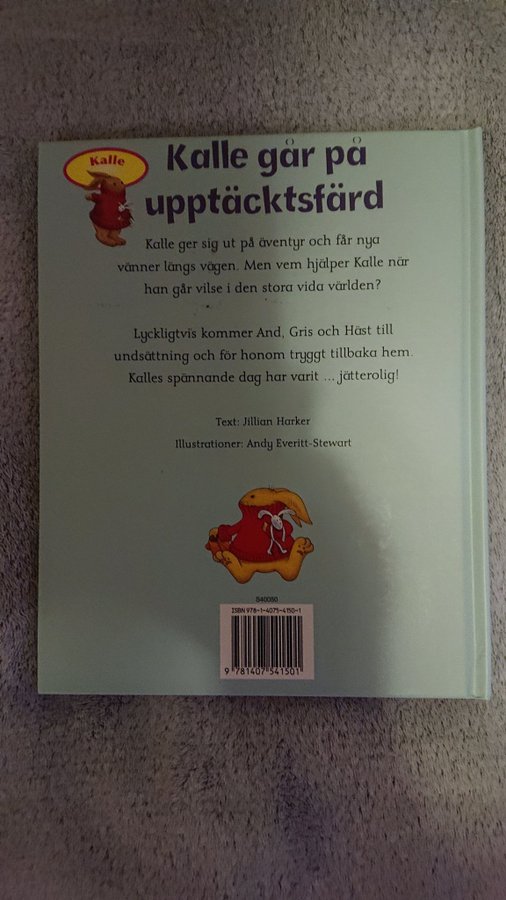 Kalle
Kalle går på
upptäcktsfärd
Kalle ger sig ut på äventyr och får nya
vänner längs vägen. Men vem hjälper Kalle när
han går vilse i den stora vida världen?
Lyckligtvis kommer And, Gris och Häst till
undsättning och för honom tryggt tillbaka hem.
Kalles spännande dag har varit ... jätterolig!
Text: Jillian Harker
Illustrationer: Andy Everitt-Stewart
540050
ISBN 978-1-4075-4150-1
9 781407 541501